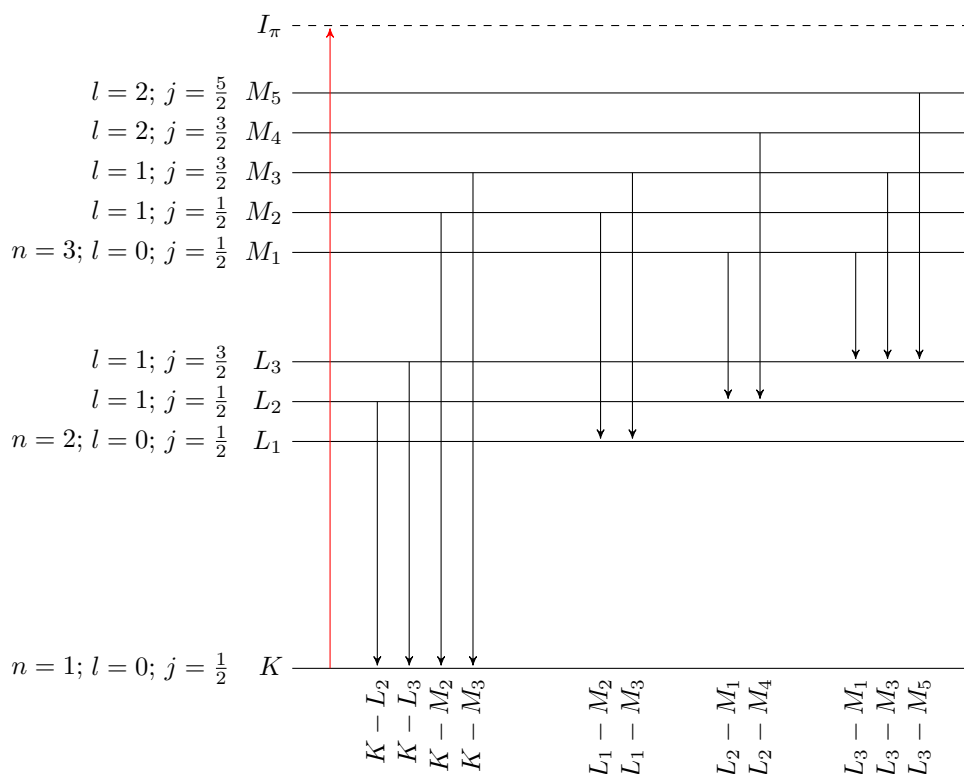 I_π
l = 2; j = 5/2 M_5
l = 2; j = 3/2 M_4
l = 1; j = 3/2 M_3
l = 1; j = 1/2 M_2
n = 3; l = 0; j = 1/2 M_1
l = 1; j = 3/2 L_3
l = 1; j = 1/2 L_2
n = 2; l = 0; j = 1/2 L_1
n = 1; l = 0; j = 1/2 K
K − L_2
K − L_3
K − M_2
K − M_3
L_1 − M_2
L_1 − M_3
L_2 − M_1
L_2 − M_4
L_3 − M_1
L_3 − M_3
L_3 − M_5